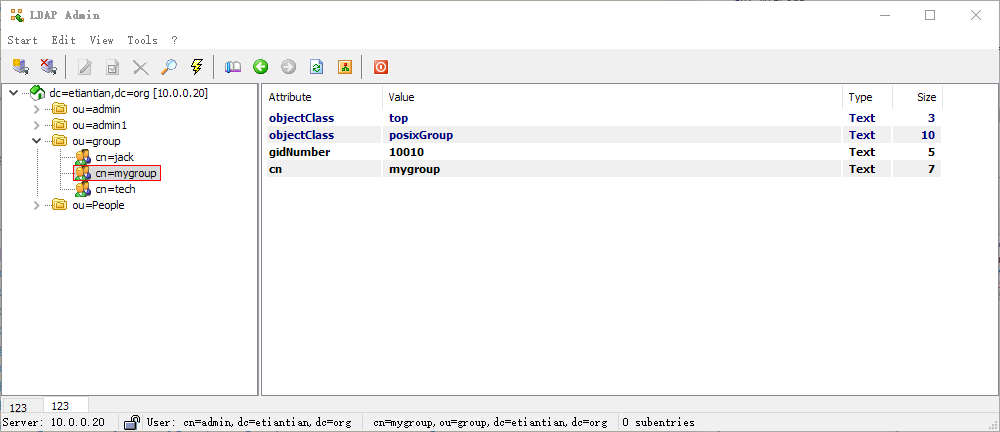 LDAP Admin
Start Edit View Tools ?
dc=etiantian,dc=org [10.0.0.20]
ou=admin
ou=admin1
ou=group
cn=jack
cn=mygroup
cn=tech
ou=People
Attribute Value Type Size
objectClass top Text 3
objectClass posixGroup Text 10
gidNumber 10010 Text 5
cn mygroup Text 7
123 123
Server: 10.0.0.20 User: cn=admin,dc=etiantian,dc=org cn=mygroup,ou=group,dc=etiantian,dc=org 0 subentries